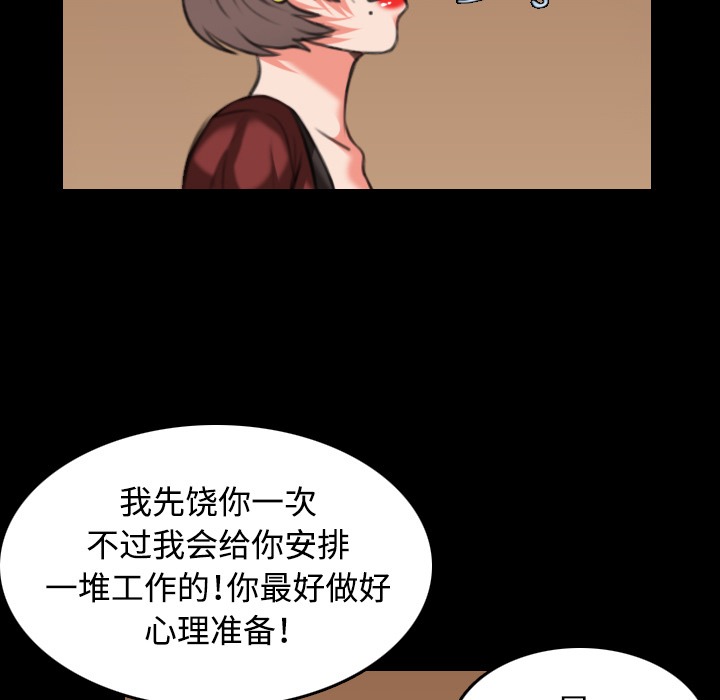 我先饶你一次
不过我会给你安排
一堆工作的！你最好做好
心理准备！